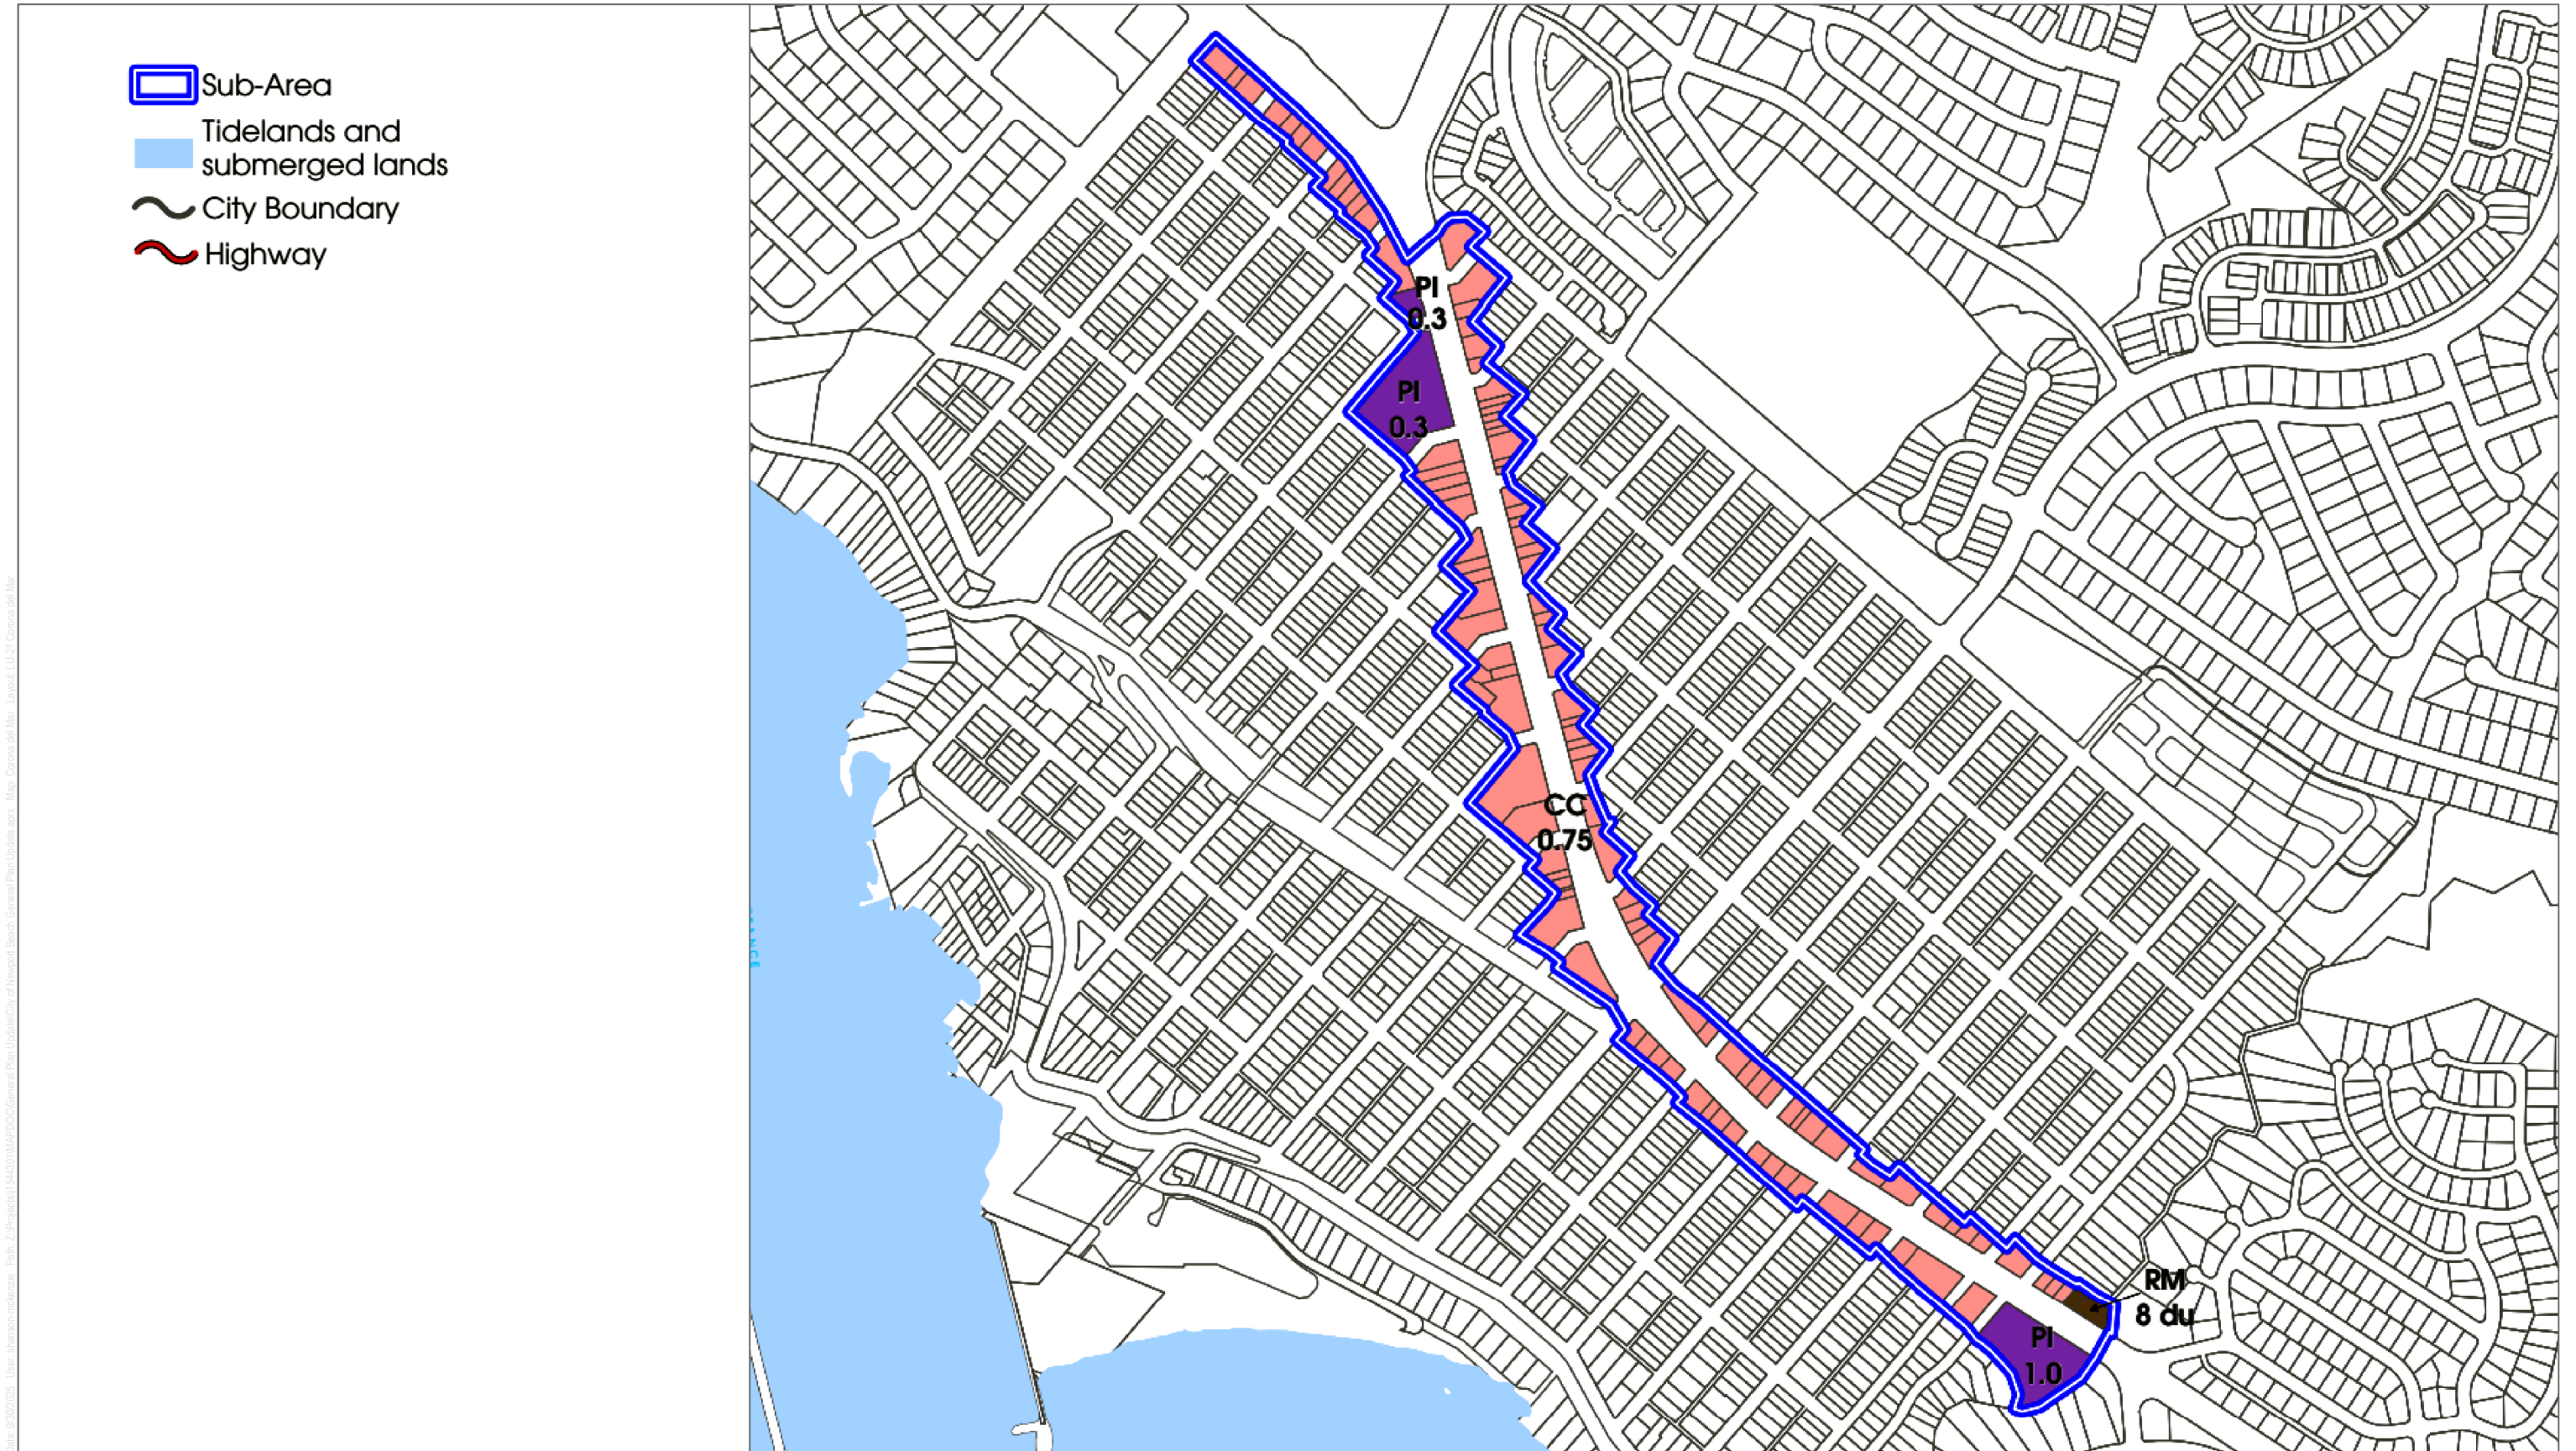 Sub-Area
Tidelands and
submerged lands
City Boundary
Highway
PI
0.3
PI
0.3
CC
0.75
RM
8 du
PI
1.0